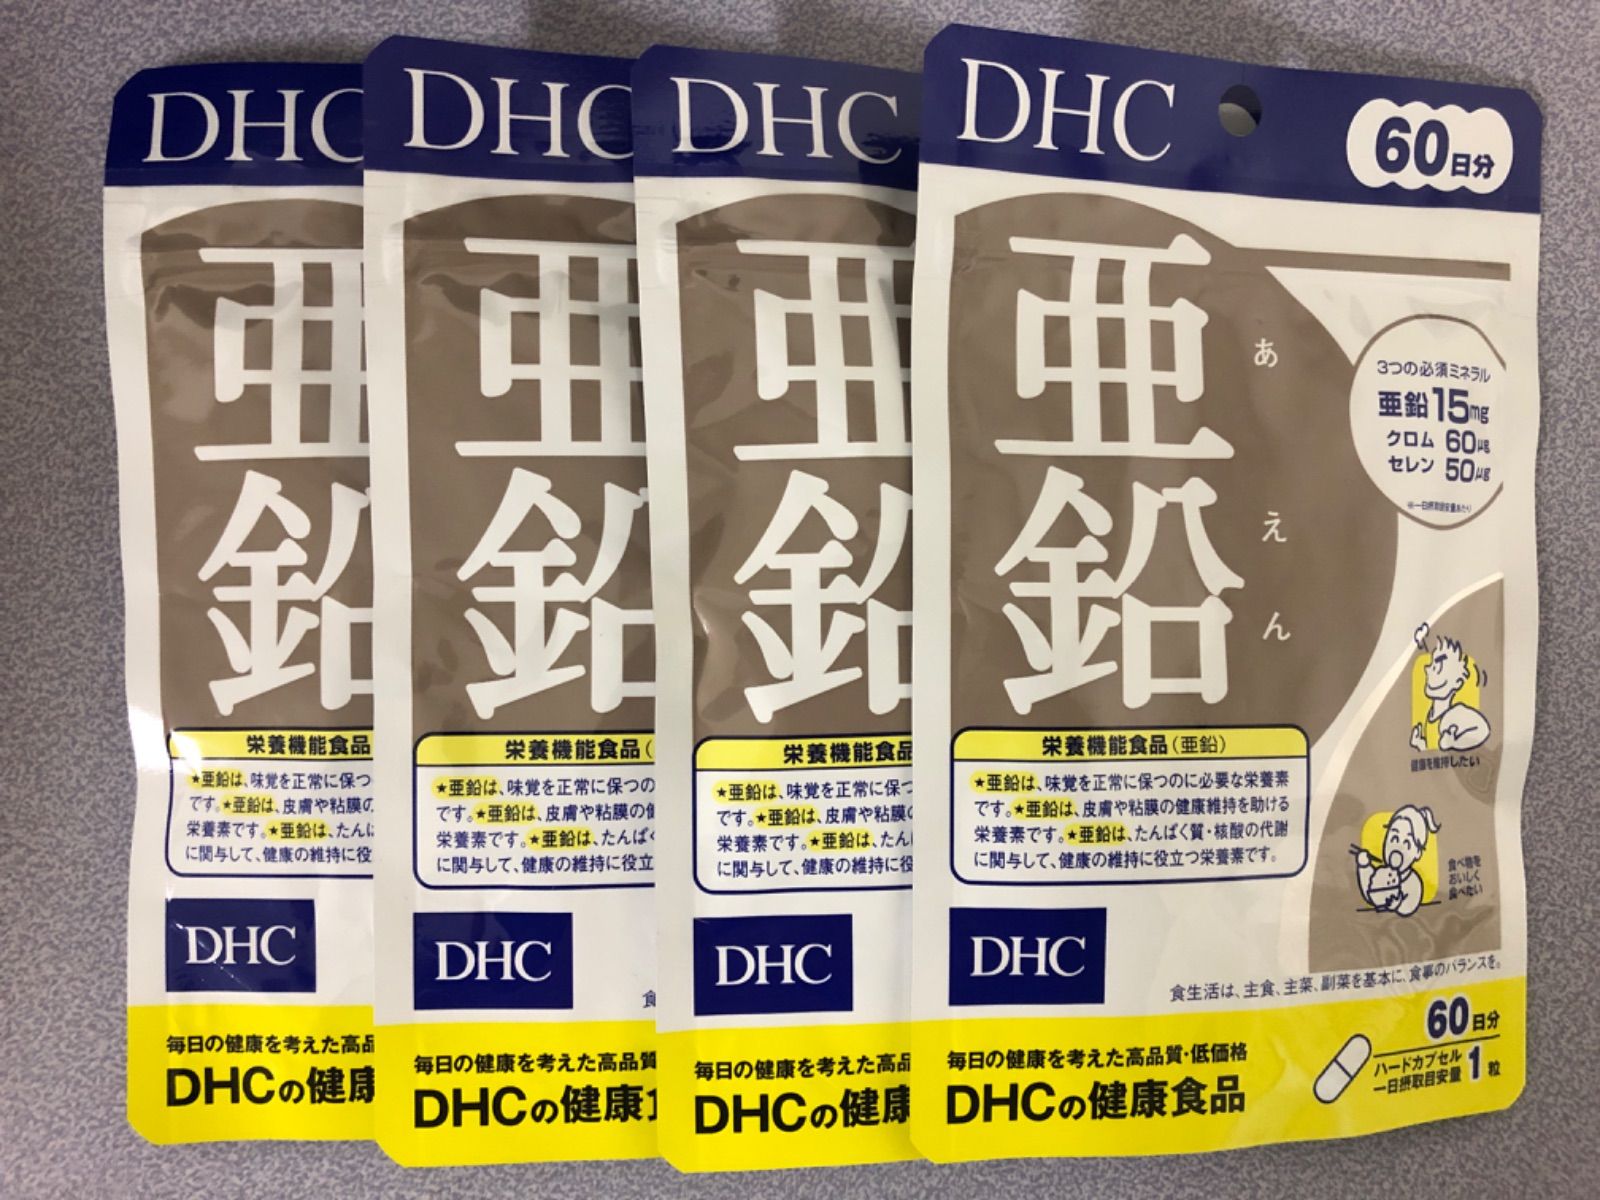 DHC
亜鉛
栄養機能食品
★亜鉛は、味覚を正常に保つ
です。★亜鉛は、皮膚や粘膜の
栄養素です。★亜鉛は、たん
に関与して、健康の維持に役
DHC
毎日の健康を考えた高品
DHCの健康
DHC
亜鉛
栄養機能食品(
★亜鉛は、味覚を正常に保つの
です。★亜鉛は、皮膚や粘膜の
栄養素です。★亜鉛は、たんぱく
に関与して、健康の維持に役立
DHC
食
毎日の健康を考えた高品質
DHCの健康
DHC
亜鉛
栄養機能食品
★亜鉛は、味覚を正常に保つ
です。★亜鉛は、皮膚や粘膜の
栄養素です。★亜鉛は、たん
に関与して、健康の維持に役
DHC
毎日の健康を考えた高品
DHCの健康
DHC
60日分
亜鉛
あえん
3つの必須ミネラル
亜鉛15mg
クロム 60μg
セレン 50μg
※一日摂取目安量あたり
健康を維持したい
食べ物を
おいしく
食べたい
栄養機能食品(亜鉛)
★亜鉛は、味覚を正常に保つのに必要な栄養素
です。★亜鉛は、皮膚や粘膜の健康維持を助ける
栄養素です。★亜鉛は、たんぱく質・核酸の代謝
に関与して、健康の維持に役立つ栄養素です。
DHC
食生活は、主食、主菜、副菜を基本に、食事のバランスを。
毎日の健康を考えた高品質・低価格
DHCの健康食品
60日分
ハードカプセル
一日摂取目安量 1粒